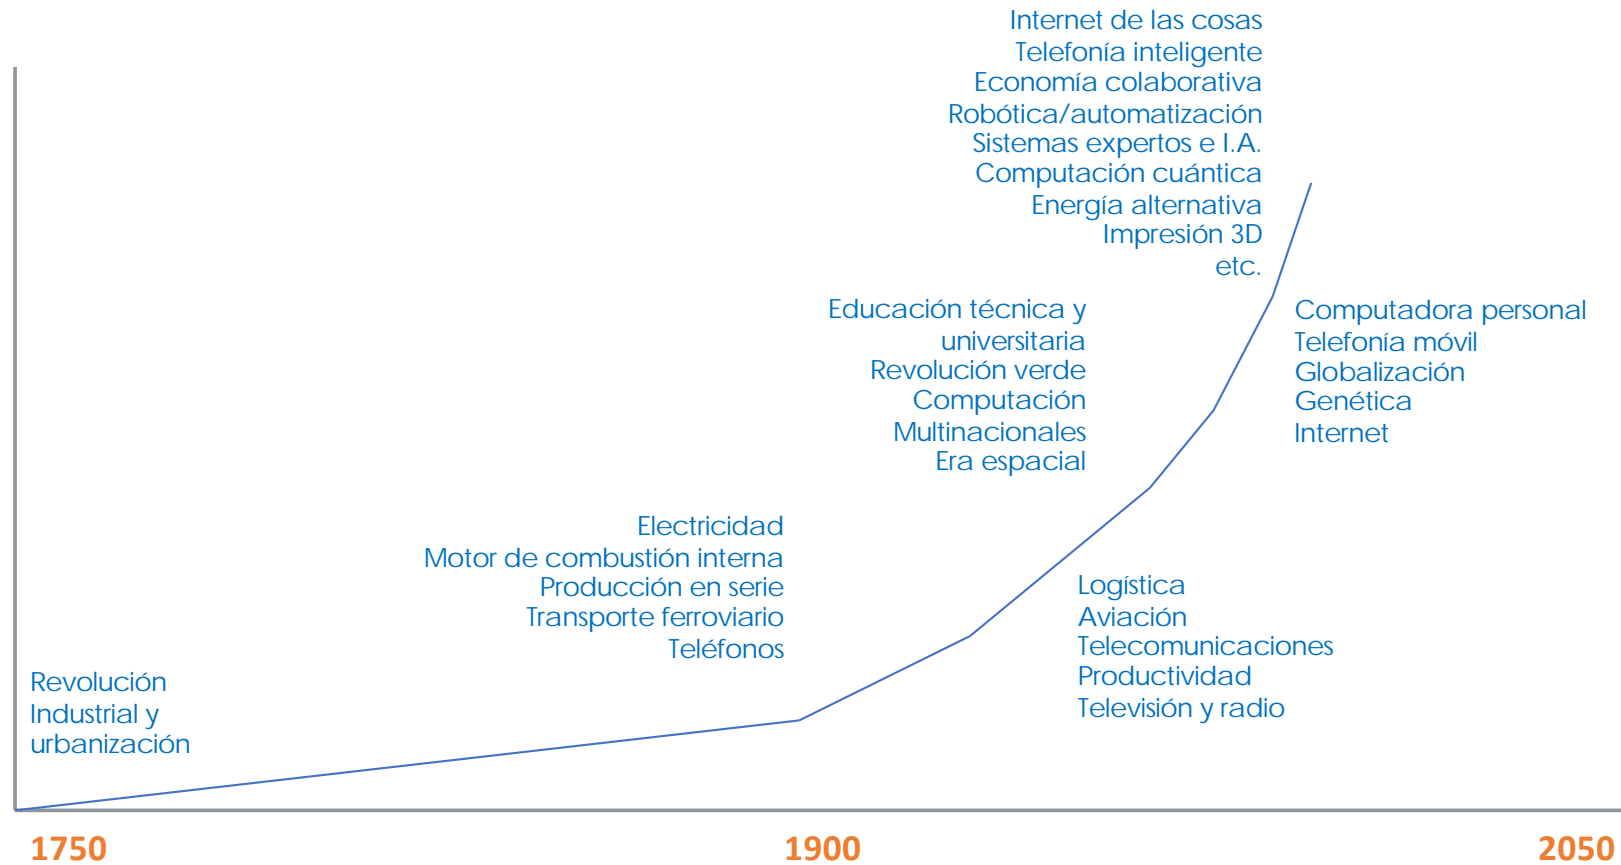 Internet de las cosas
Telefonía inteligente
Economía colaborativa
Robótica/automatización
Sistemas expertos e I.A.
Computación cuántica
Energía alternativa
Impresión 3D
etc.
Educación técnica y
universitaria
Revolución verde
Computación
Multinacionales
Era espacial
Computadora personal
Telefonía móvil
Globalización
Genética
Internet
Electricidad
Motor de combustión interna
Producción en serie
Transporte ferroviario
Teléfonos
Logística
Aviación
Telecomunicaciones
Productividad
Televisión y radio
Revolución
Industrial y
urbanización
1750
1900
2050